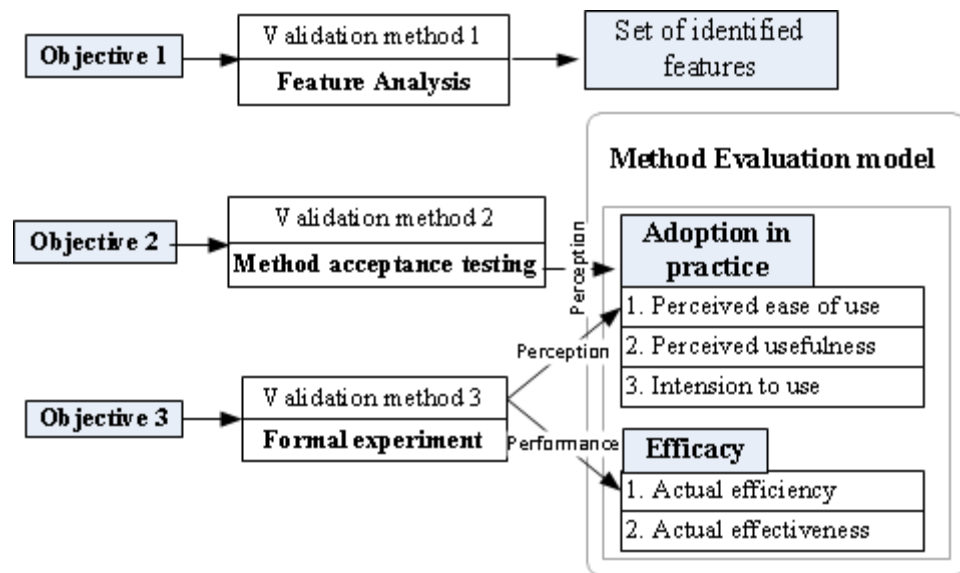 Objective 1
Validation method 1
Feature Analysis
Set of identified
features
Method Evaluation model
Objective 2
Validation method 2
Method acceptance testing
Perception
Adoption in
practice
1. Perceived ease of use
2. Perceived usefulness
3. Intension to use
Objective 3
Validation method 3
Formal experiment
Perception
Performance
Efficacy
1. Actual efficiency
2. Actual effectiveness